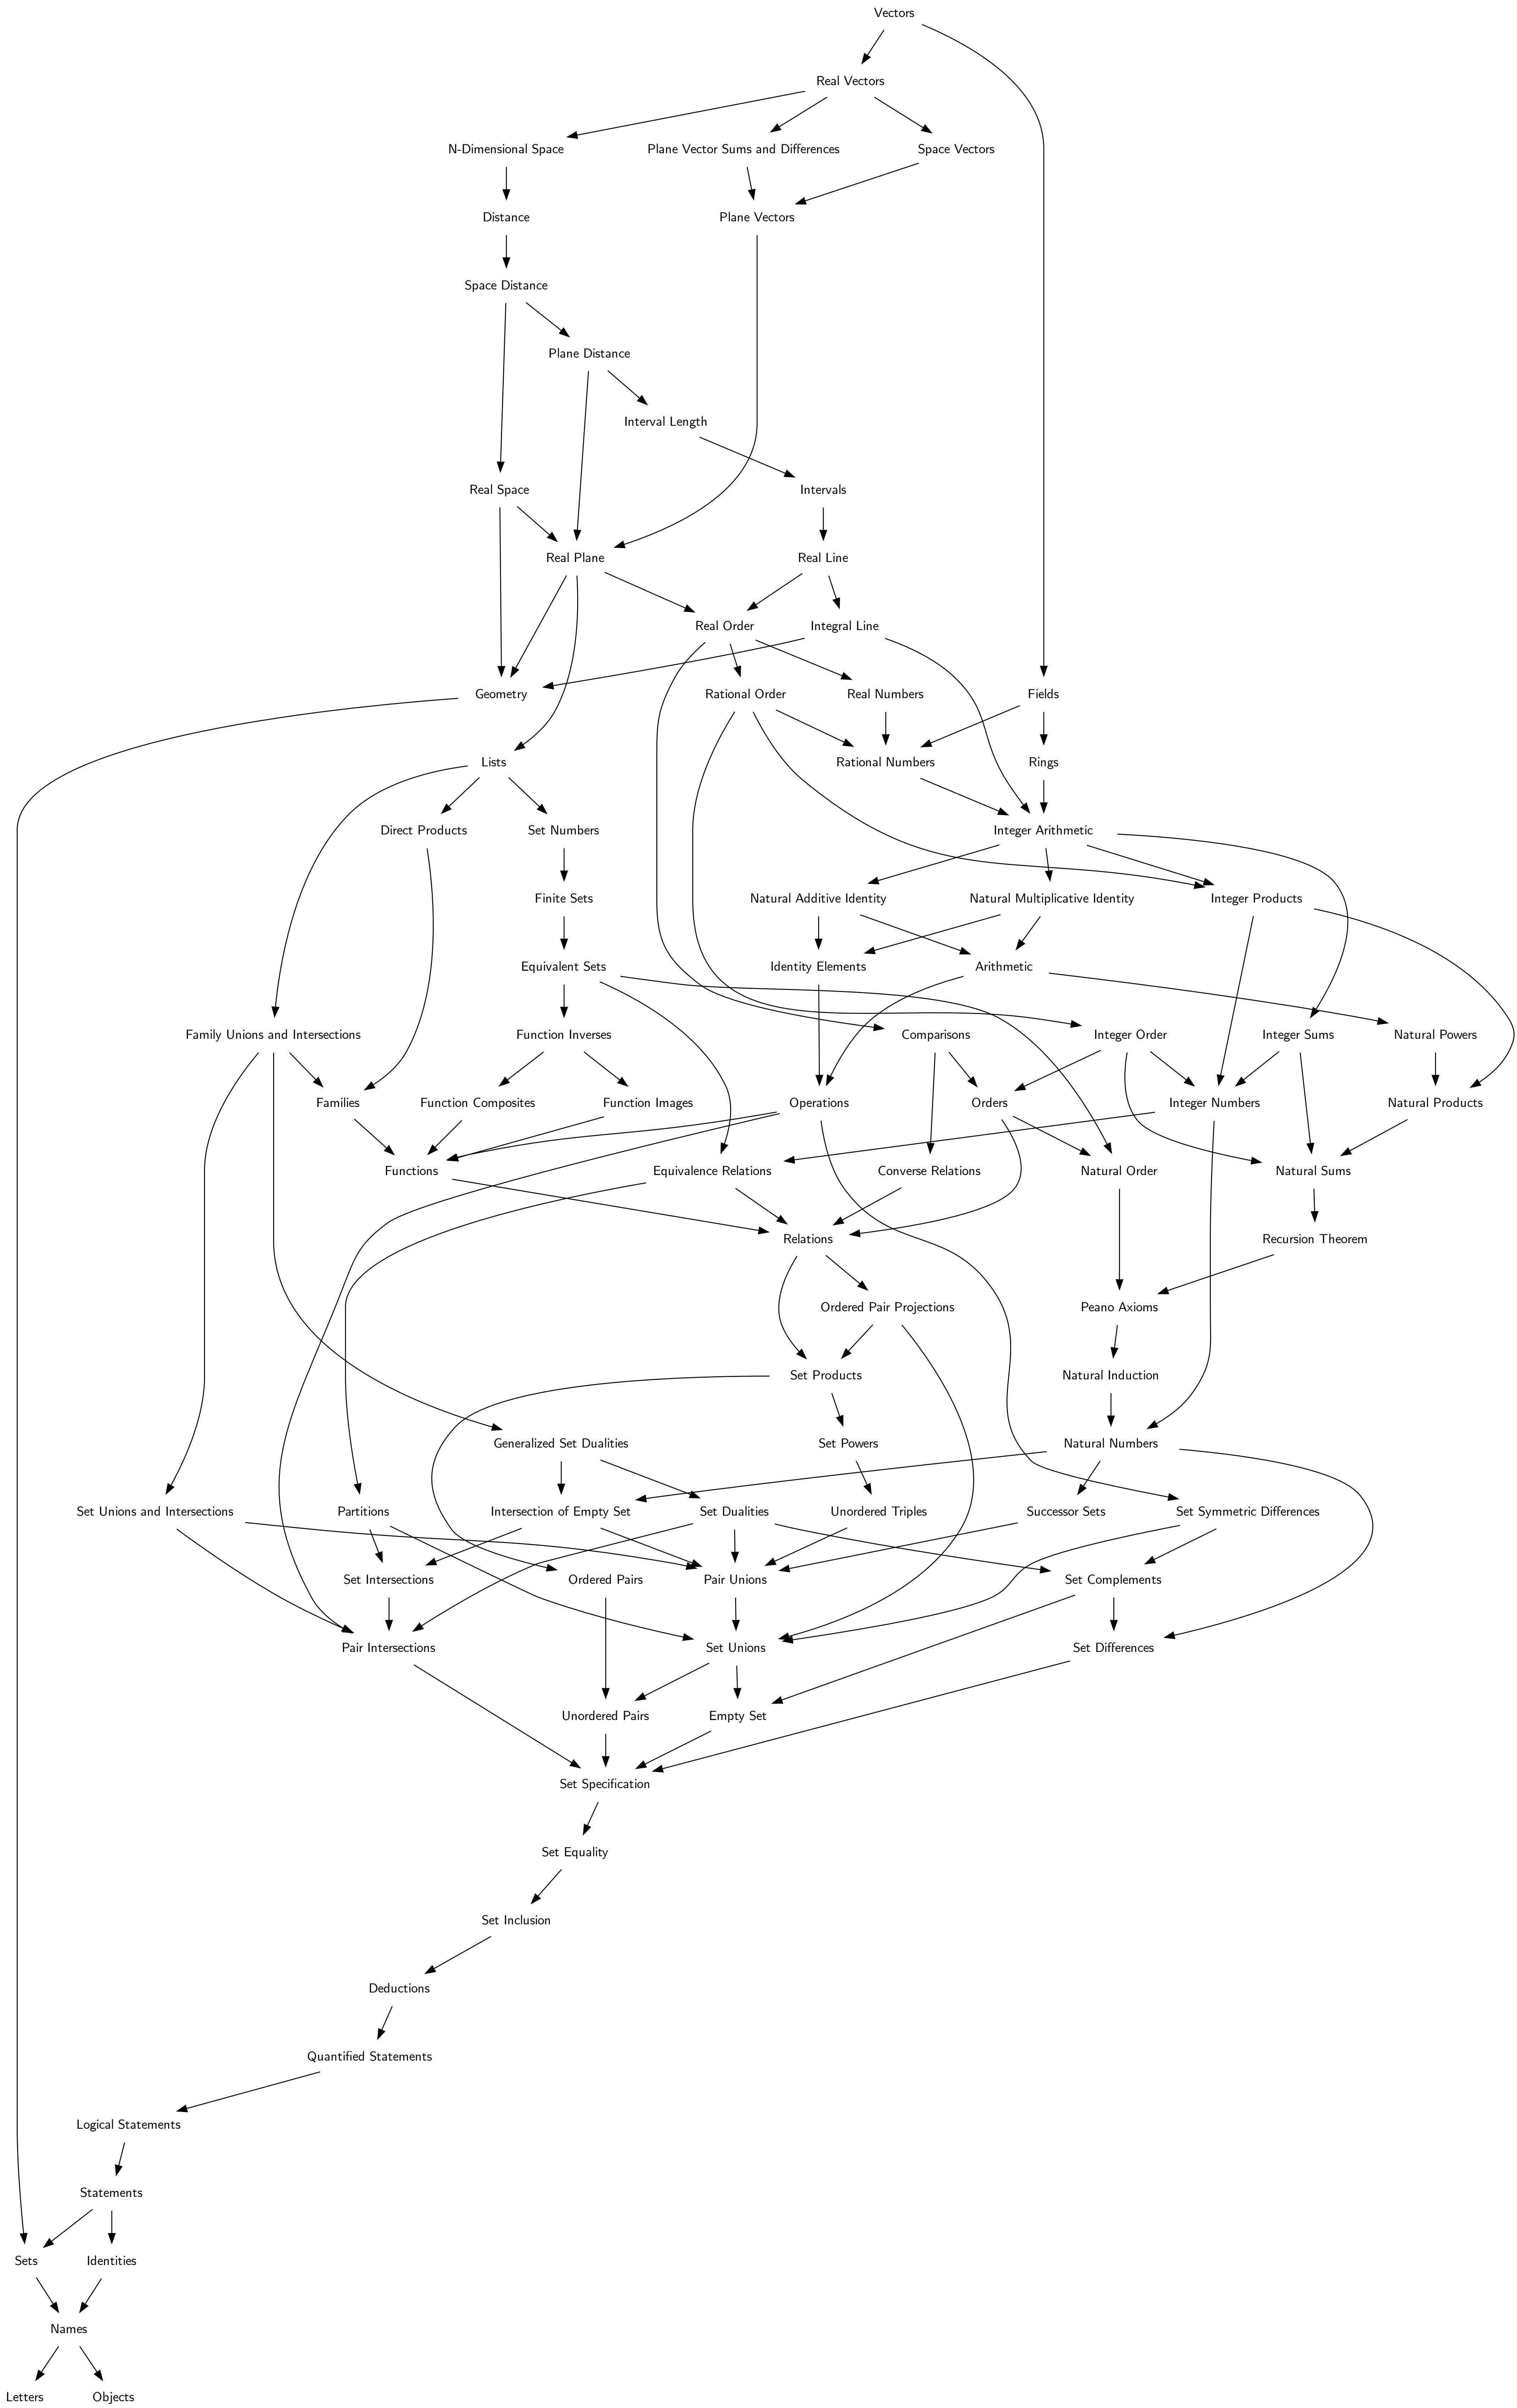 Vectors
Real Vectors
N-Dimensional Space
Plane Vector Sums and Differences
Space Vectors
Distance
Plane Vectors
Space Distance
Plane Distance
Interval Length
Real Space
Intervals
Real Plane
Real Line
Real Order
Integral Line
Geometry
Rational Order
Real Numbers
Fields
Lists
Rational Numbers
Rings
Direct Products
Set Numbers
Integer Arithmetic
Finite Sets
Natural Additive Identity
Natural Multiplicative Identity
Integer Products
Equivalent Sets
Identity Elements
Arithmetic
Family Unions and Intersections
Function Inverses
Comparisons
Integer Order
Integer Sums
Natural Powers
Families
Function Composites
Function Images
Operations
Orders
Integer Numbers
Natural Products
Functions
Equivalence Relations
Converse Relations
Natural Order
Natural Sums
Relations
Recursion Theorem
Ordered Pair Projections
Peano Axioms
Set Products
Natural Induction
Generalized Set Dualities
Set Powers
Natural Numbers
Set Unions and Intersections
Partitions
Intersection of Empty Set
Set Dualities
Unordered Triples
Successor Sets
Set Symmetric Differences
Set Intersections
Ordered Pairs
Pair Unions
Set Complements
Pair Intersections
Set Unions
Set Differences
Unordered Pairs
Empty Set
Set Specification
Set Equality
Set Inclusion
Deductions
Quantified Statements
Logical Statements
Statements
Sets
Identities
Names
Letters
Objects